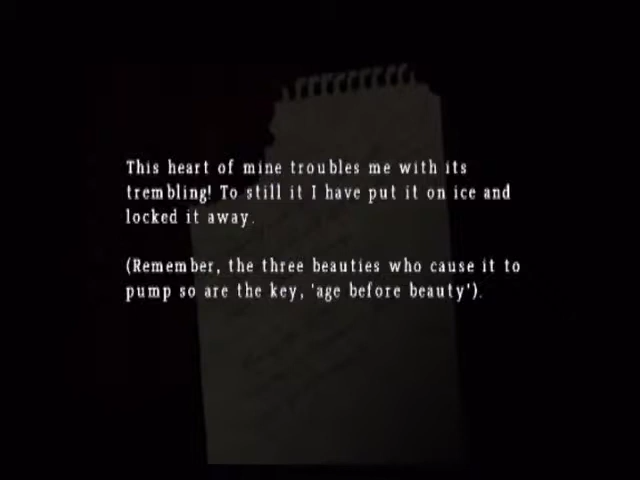 This heart of mine troubles me with its
trembling! To still it I have put it on ice and
locked it away.
(Remember, the three beauties who cause it to
pump so are the key, 'age before beauty').